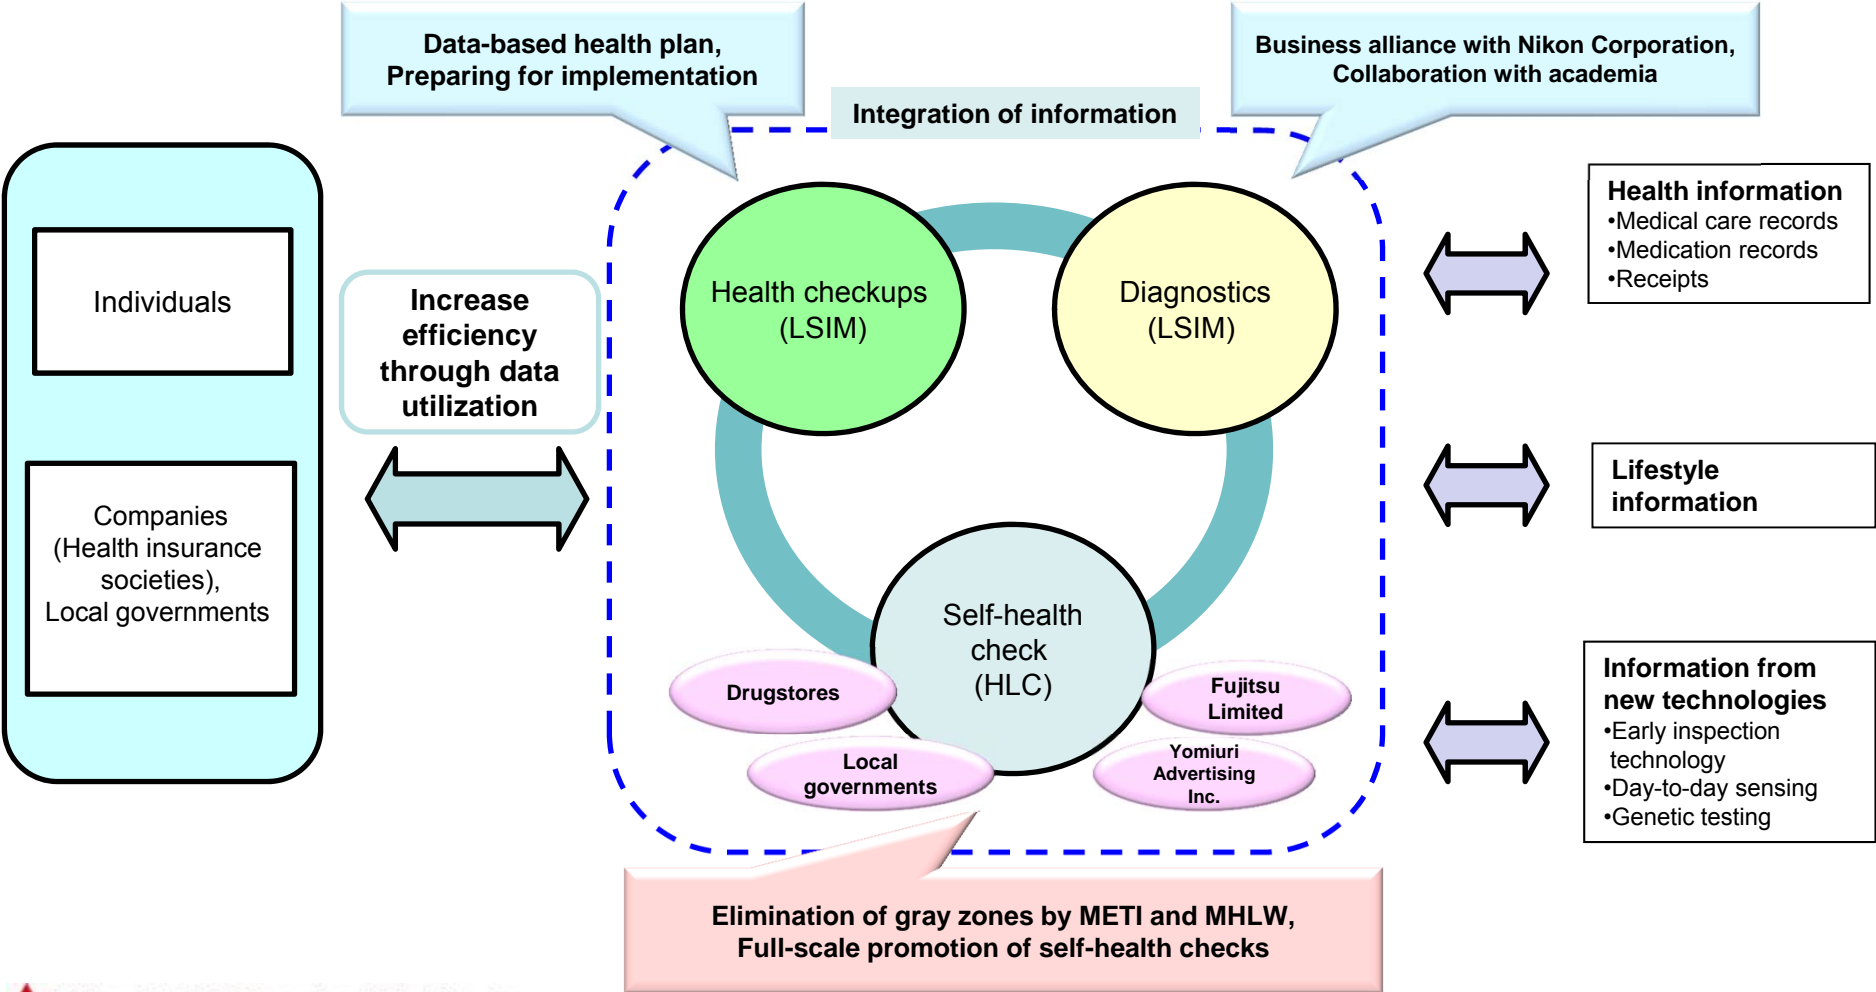 Data-based health plan,
Preparing for implementation
Business alliance with Nikon Corporation,
Collaboration with academia
Integration of information
Individuals
Companies
(Health insurance
societies),
Local governments
Increase
efficiency
through data
utilization
Health checkups
(LSIM)
Diagnostics
(LSIM)
Self-health
check
(HLC)
Drugstores
Local
governments
Fujitsu
Limited
Yomiuri
Advertising
Inc.
Health information
•Medical care records
•Medication records
•Receipts
Lifestyle
information
Information from
new technologies
•Early inspection
technology
•Day-to-day sensing
•Genetic testing
Elimination of gray zones by METI and MHLW,
Full-scale promotion of self-health checks